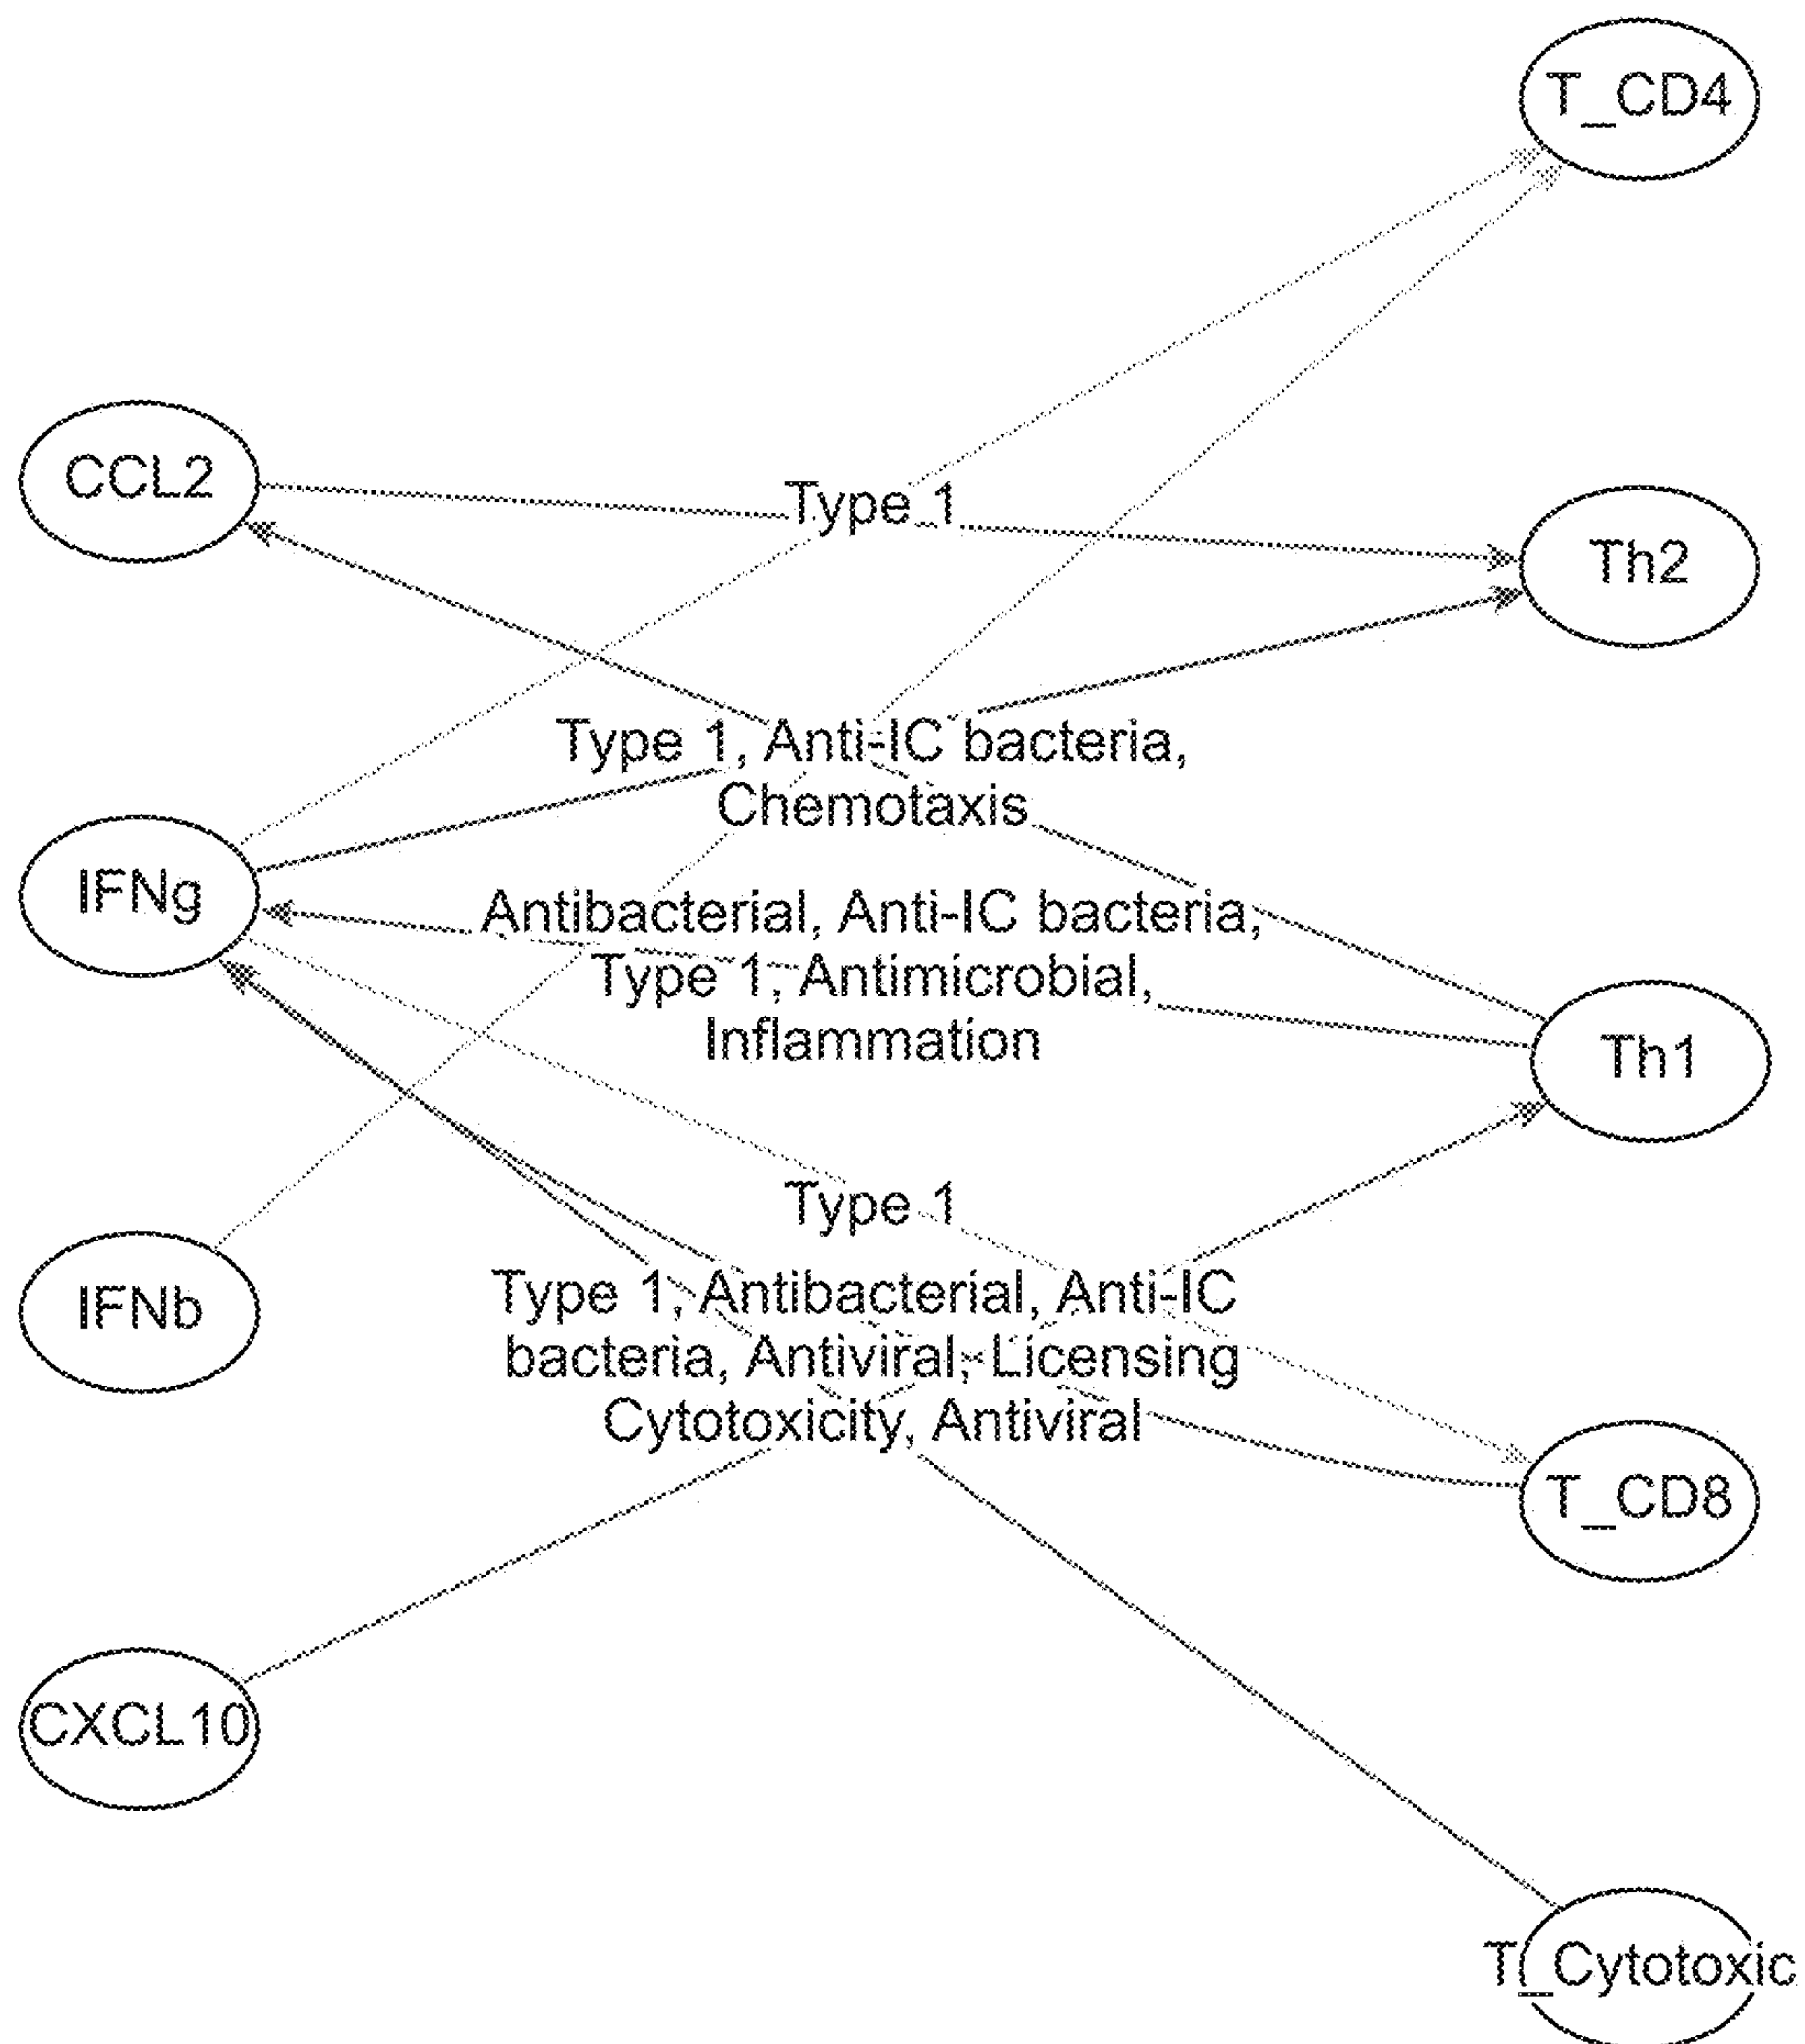 T_CD4
CCL2
Type 1
Th2
Type 1, Anti-IC bacteria,
Chemotaxis
IFNg
Antibacterial, Anti-IC bacteria,
Type 1, Antimicrobial,
Inflammation
Th1
Type 1
IFNb
Type 1, Antibacterial, Anti-IC
bacteria, Antiviral, Licensing
Cytotoxicity, Antiviral
T_CD8
CXCL10
T_Cytotoxic